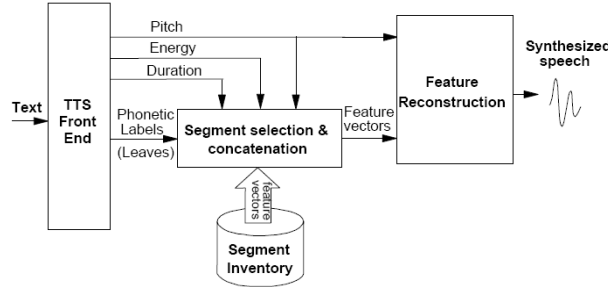 Text
TTS
Front
End
Pitch
Energy
Duration
Phonetic
Labels
(Leaves)
Segment selection &
concatenation
feature
vectors
Segment
Inventory
Feature
vectors
Feature
Reconstruction
Synthesized
speech